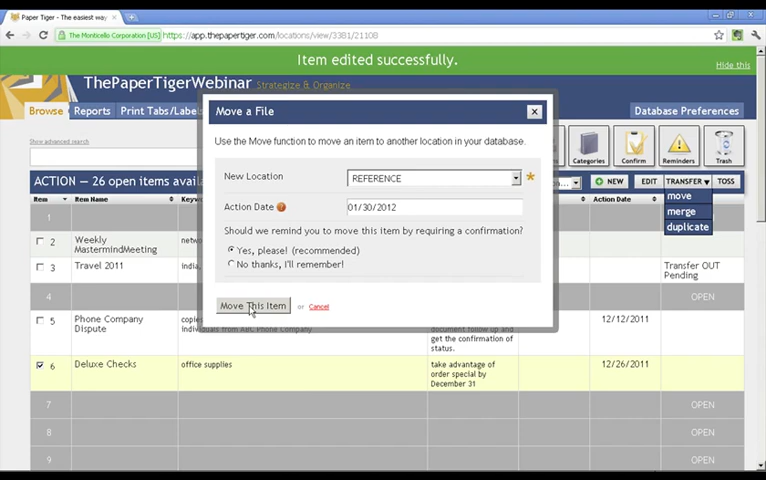 Paper Tiger - The easiest way
The Monticello Corporation [US] https://app.thepapertiger.com/locations/view/3381/21108
Item edited successfully.
Hide this
ThePaperTigerWebinar Strategize & Organize
Browse Reports Print Tabs/Labels Database Preferences
Show advanced search
Categories Confirm Reminders Trash
ACTION — 26 open items avail
NEW EDIT TRANSFER TOSS
move
merge
duplicate
Item Item Name Keyw Action Date
Move a File
Use the Move function to move an item to another location in your database.
New Location REFERENCE *
Action Date 01/30/2012
Should we remind you to move this item by requiring a confirmation?
Yes, please! (recommended)
No thanks, I'll remember!
Move This Item or Cancel
1
2 Weekly MastermindMeeting netwo
3 Travel 2011 india, Transfer OUT Pending
4 OPEN
5 Phone Company Dispute copies individuals from ABC Phone Company document follow up and get the confirmation of status. 12/12/2011
6 Deluxe Checks office supplies take advantage of order special by December 31 12/26/2011
7 OPEN
8 OPEN
9 OPEN